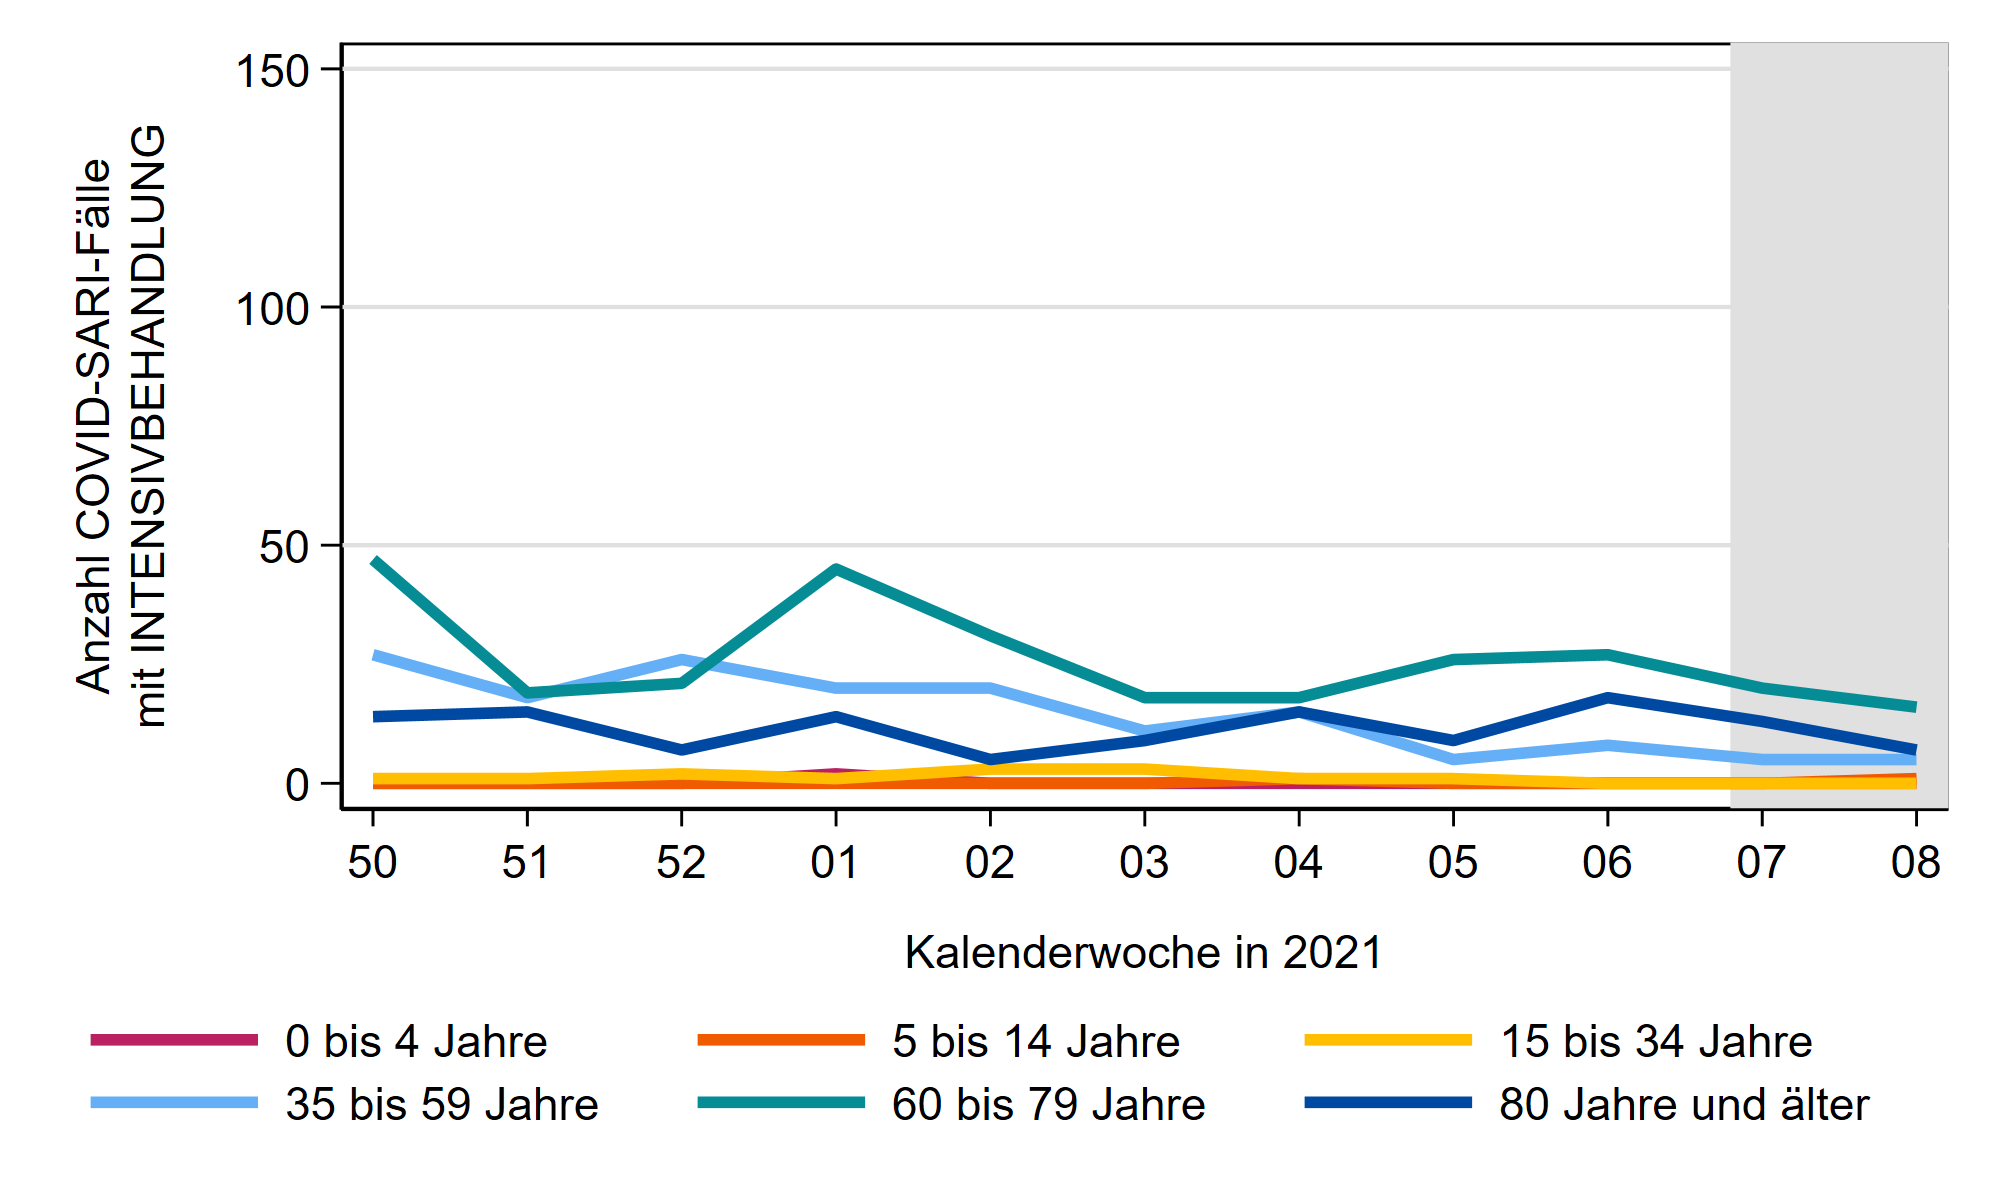 Anzahl COVID-SARI-Fälle
mit INTENSIVBEHANDLUNG
150
100
50
0
50 51 52 01 02 03 04 05 06 07 08
Kalenderwoche in 2021
0 bis 4 Jahre 5 bis 14 Jahre 15 bis 34 Jahre
35 bis 59 Jahre 60 bis 79 Jahre 80 Jahre und älter